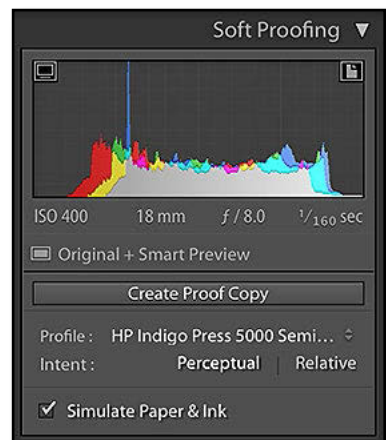 Soft Proofing
ISO 400 18 mm ƒ / 8.0 1/160 sec
Original + Smart Preview
Create Proof Copy
Profile : HP Indigo Press 5000 Semi...
Intent : Perceptual | Relative
Simulate Paper & Ink